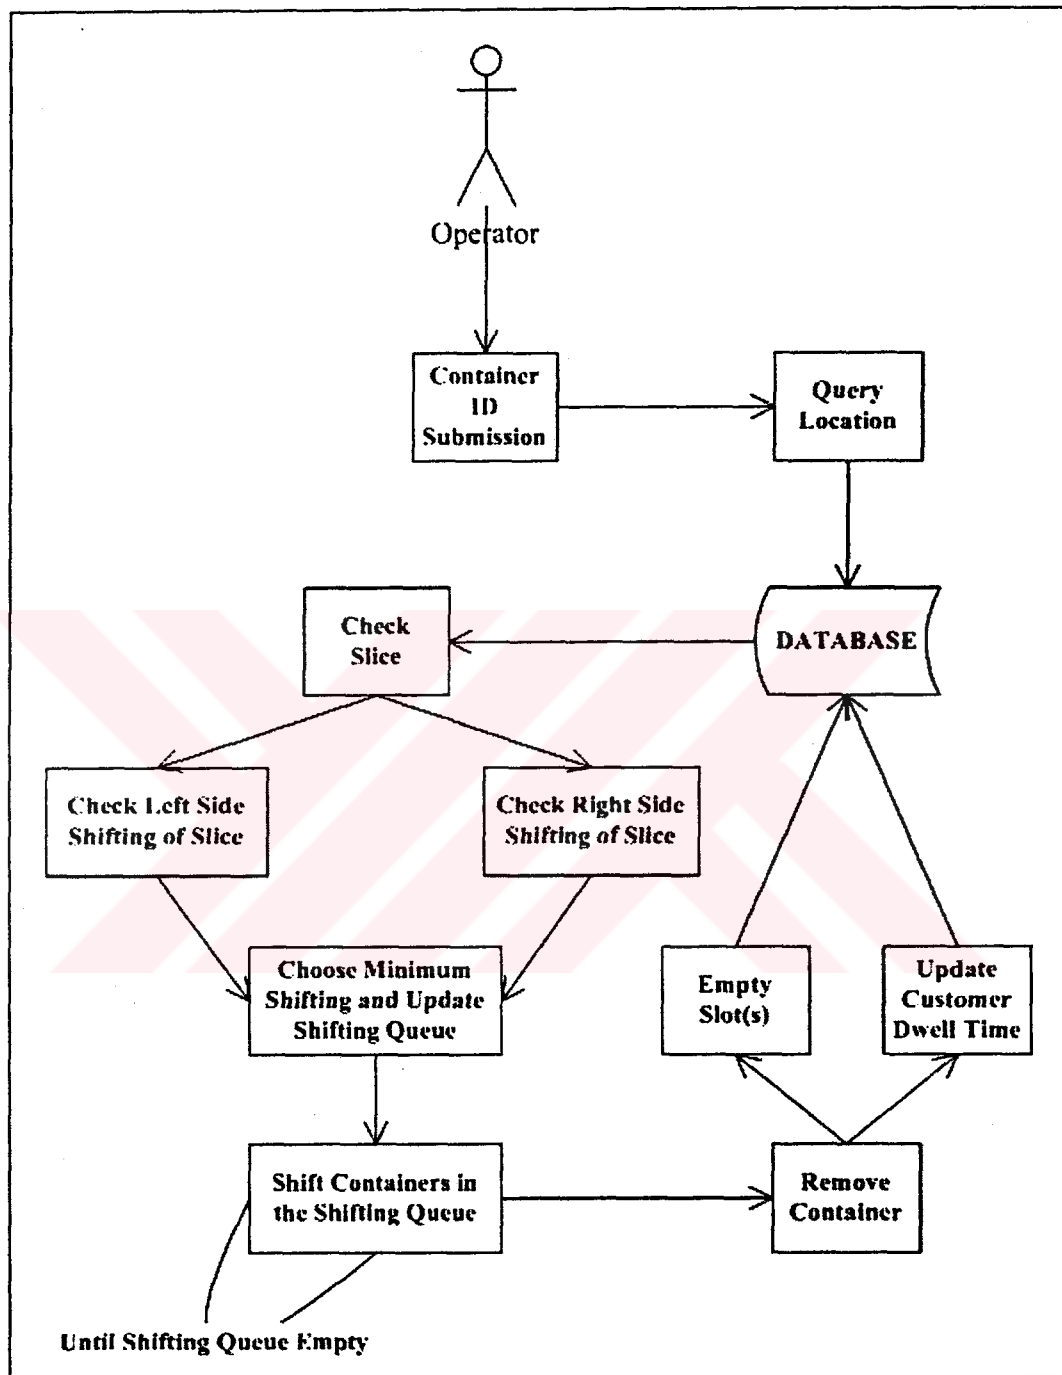 Operator
Container
ID
Submission
Query
Location
DATABASE
Check
Slice
Check Left Side
Shifting of Slice
Check Right Side
Shifting of Slice
Choose Minimum
Shifting and Update
Shifting Queue
Empty
Slot(s)
Update
Customer
Dwell Time
Shift Containers in
the Shifting Queue
Remove
Container
Until Shifting Queue Empty